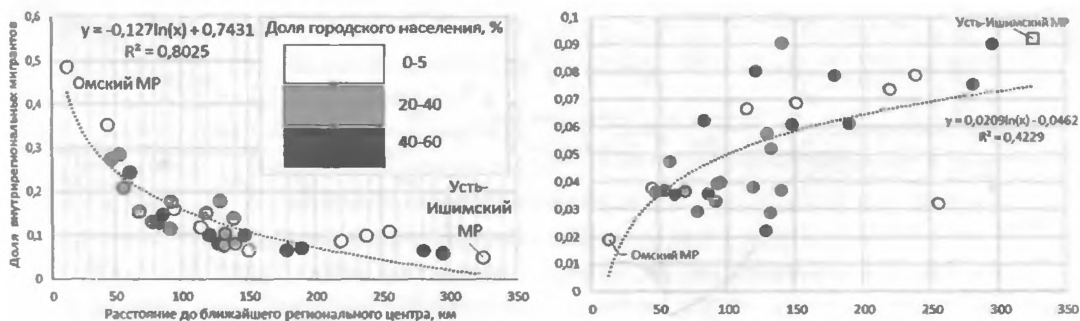 0,6
0,5
0,4
0,3
0,2
0,1
0
Доля внутрирегиональных мигрантов
y = -0,127ln(x) + 0,7431
R² = 0,8025
Омский МР
Доля городского населения, %
0-5
20-40
40-60
Усть-
Ишимский
МР
0 50 100 150 200 250 300 350
Расстояние до ближайшего регионального центра, км
0,1
0,09
0,08
0,07
0,06
0,05
0,04
0,03
0,02
0,01
0,00
Усть-Ишимский МР
y = 0,0209ln(x) - 0,0462
R² = 0,4229
Омский МР
0 50 100 150 200 250 300 350